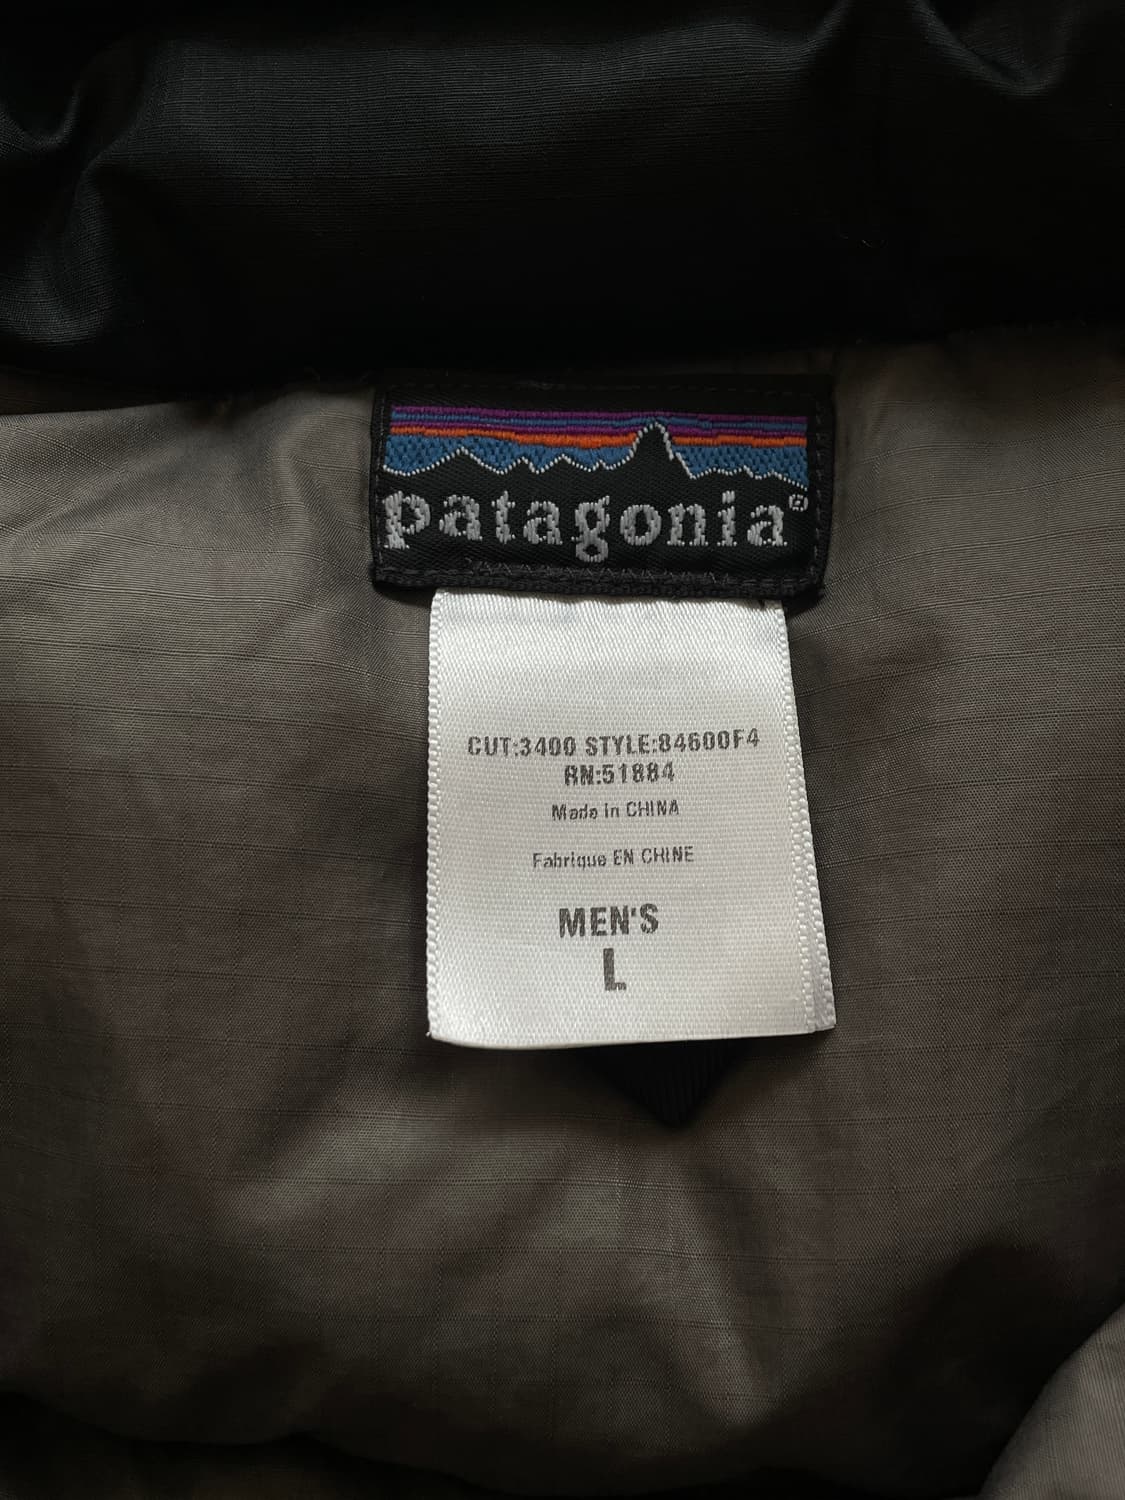 patagonia®
CUT:3400 STYLE:84600F4
RN:51884
Made in CHINA
Fabrique EN CHINE
MEN'S
L